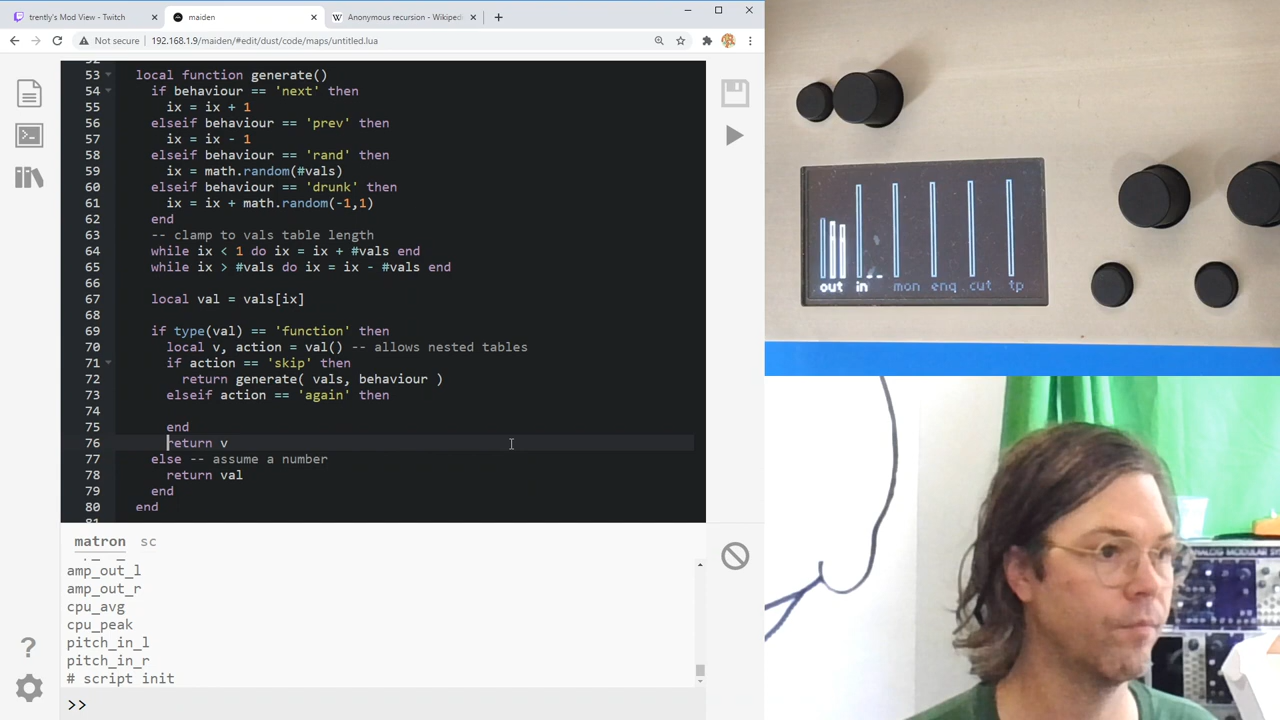 trently's Mod View - Twitch
maiden
Anonymous recursion - Wikiped
Not secure
192.168.1.9/maiden/#edit/dust/code/maps/untitled.lua
53 local function generate()
54 if behaviour == 'next' then
55 ix = ix + 1
56 elseif behaviour == 'prev' then
57 ix = ix - 1
58 elseif behaviour == 'rand' then
59 ix = math.random(#vals)
60 elseif behaviour == 'drunk' then
61 ix = ix + math.random(-1,1)
62 end
63 -- clamp to vals table length
64 while ix < 1 do ix = ix + #vals end
65 while ix > #vals do ix = ix - #vals end
66
67 local val = vals[ix]
68
69 if type(val) == 'function' then
70 local v, action = val() -- allows nested tables
71 if action == 'skip' then
72 return generate( vals, behaviour )
73 elseif action == 'again' then
74
75 end
76 return v
77 else -- assume a number
78 return val
79 end
80 end
matron sc
amp_out_l
amp_out_r
cpu_avg
cpu_peak
pitch_in_l
pitch_in_r
# script init
>>
out in mon eng cut tp